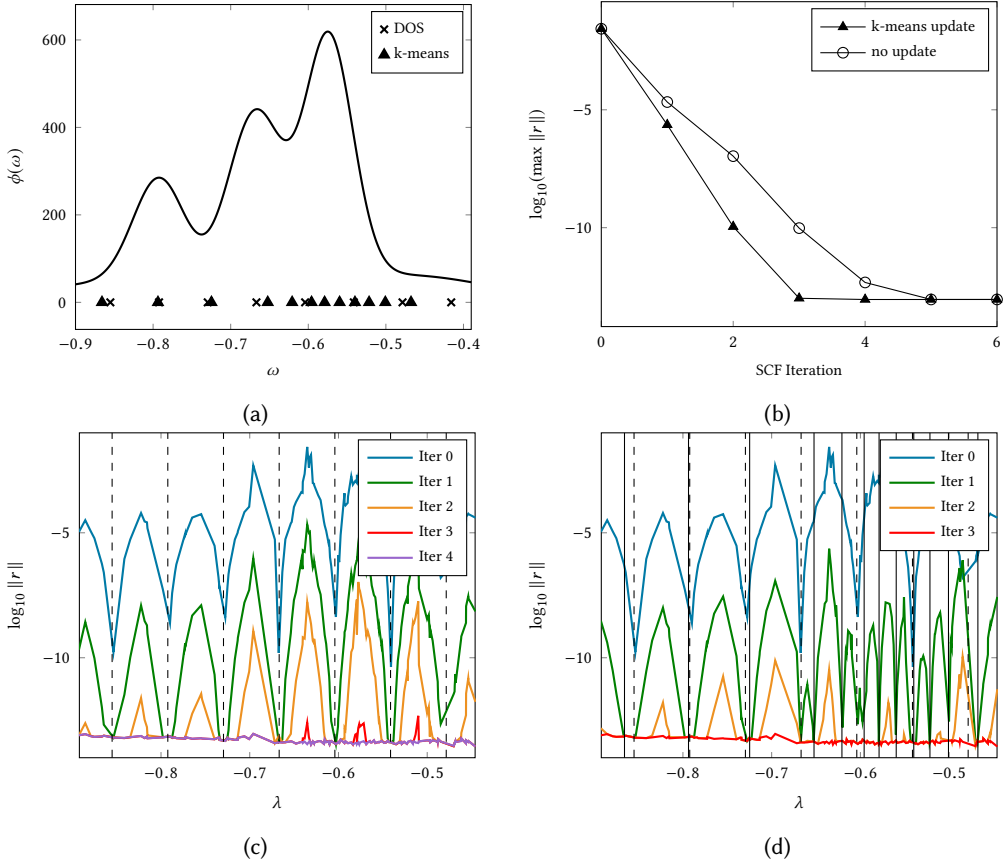 DOS
k-means
600
400
200
0
ϕ(ω)
−0.9 −0.8 −0.7 −0.6 −0.5 −0.4
ω
(a)
k-means update
no update
−5
−10
log10(max ||r||)
0 2 4 6
SCF Iteration
(b)
Iter 0
Iter 1
Iter 2
Iter 3
Iter 4
−5
−10
log10 ||r||
−0.8 −0.7 −0.6 −0.5
λ
(c)
Iter 0
Iter 1
Iter 2
Iter 3
−5
−10
log10 ||r||
−0.8 −0.7 −0.6 −0.5
λ
(d)